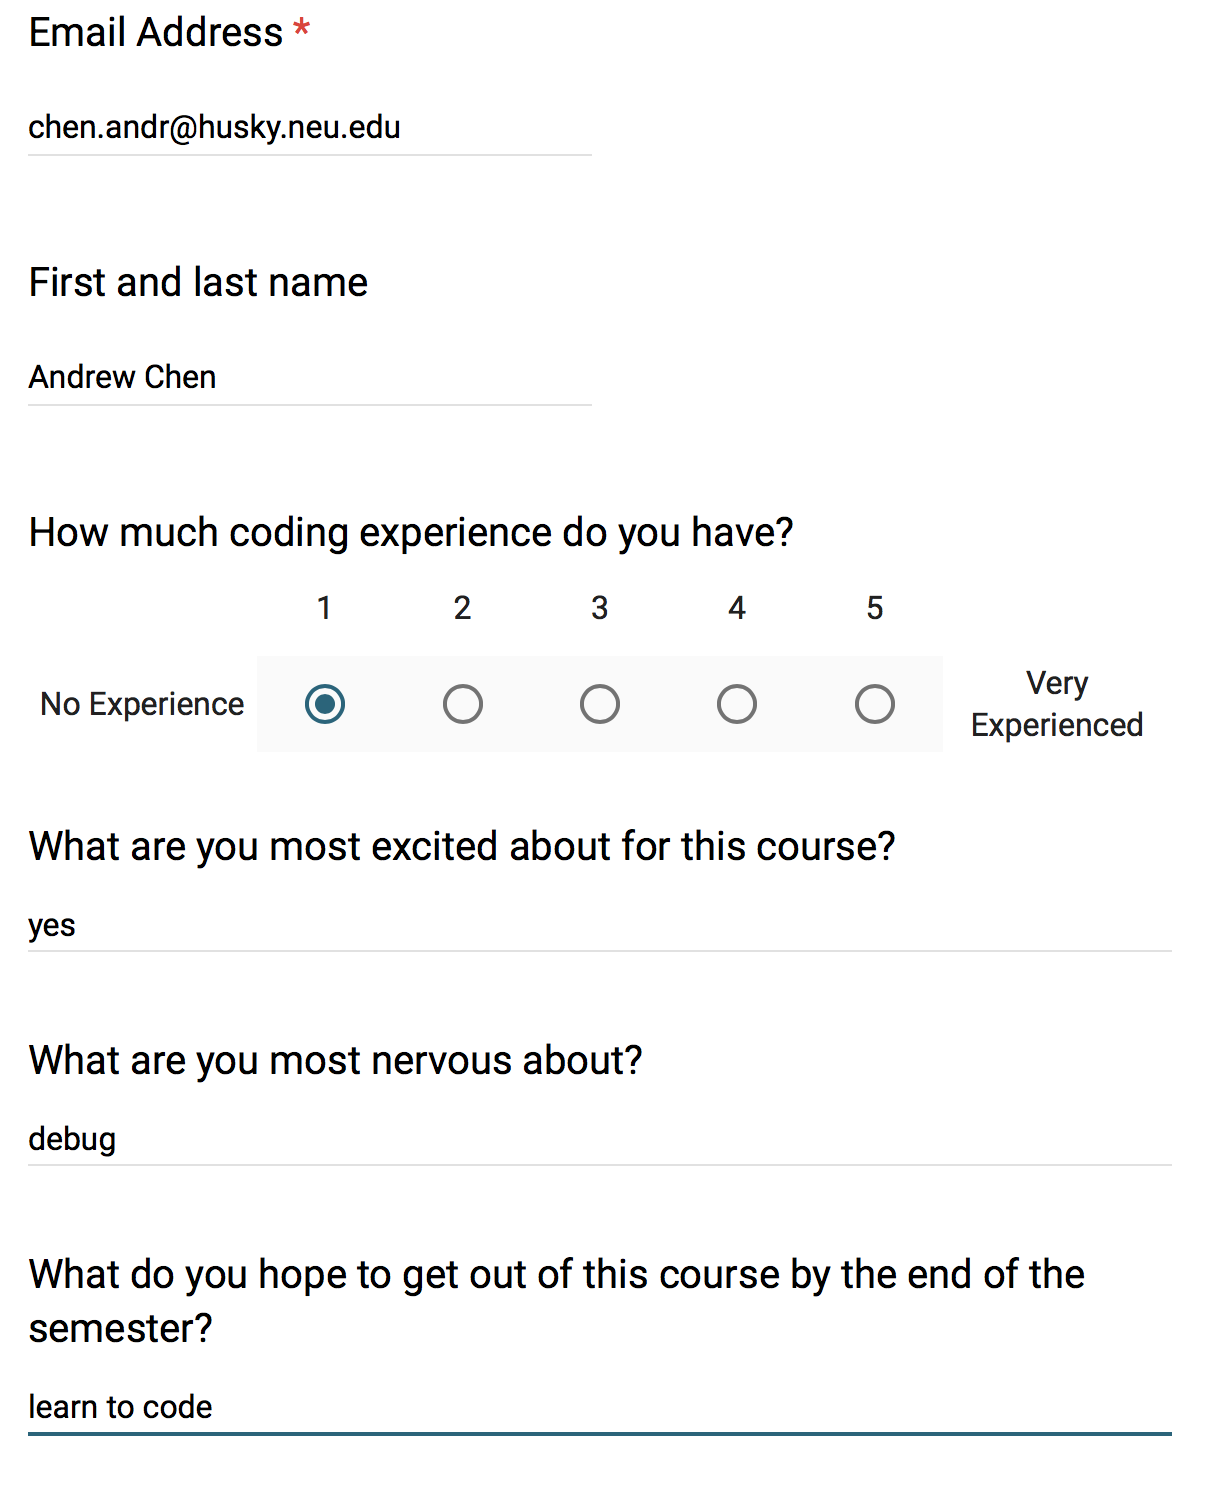 Email Address *
chen.andr@husky.neu.edu
First and last name
Andrew Chen
How much coding experience do you have?
1 2 3 4 5
No Experience
Very
Experienced
What are you most excited about for this course?
yes
What are you most nervous about?
debug
What do you hope to get out of this course by the end of the
semester?
learn to code